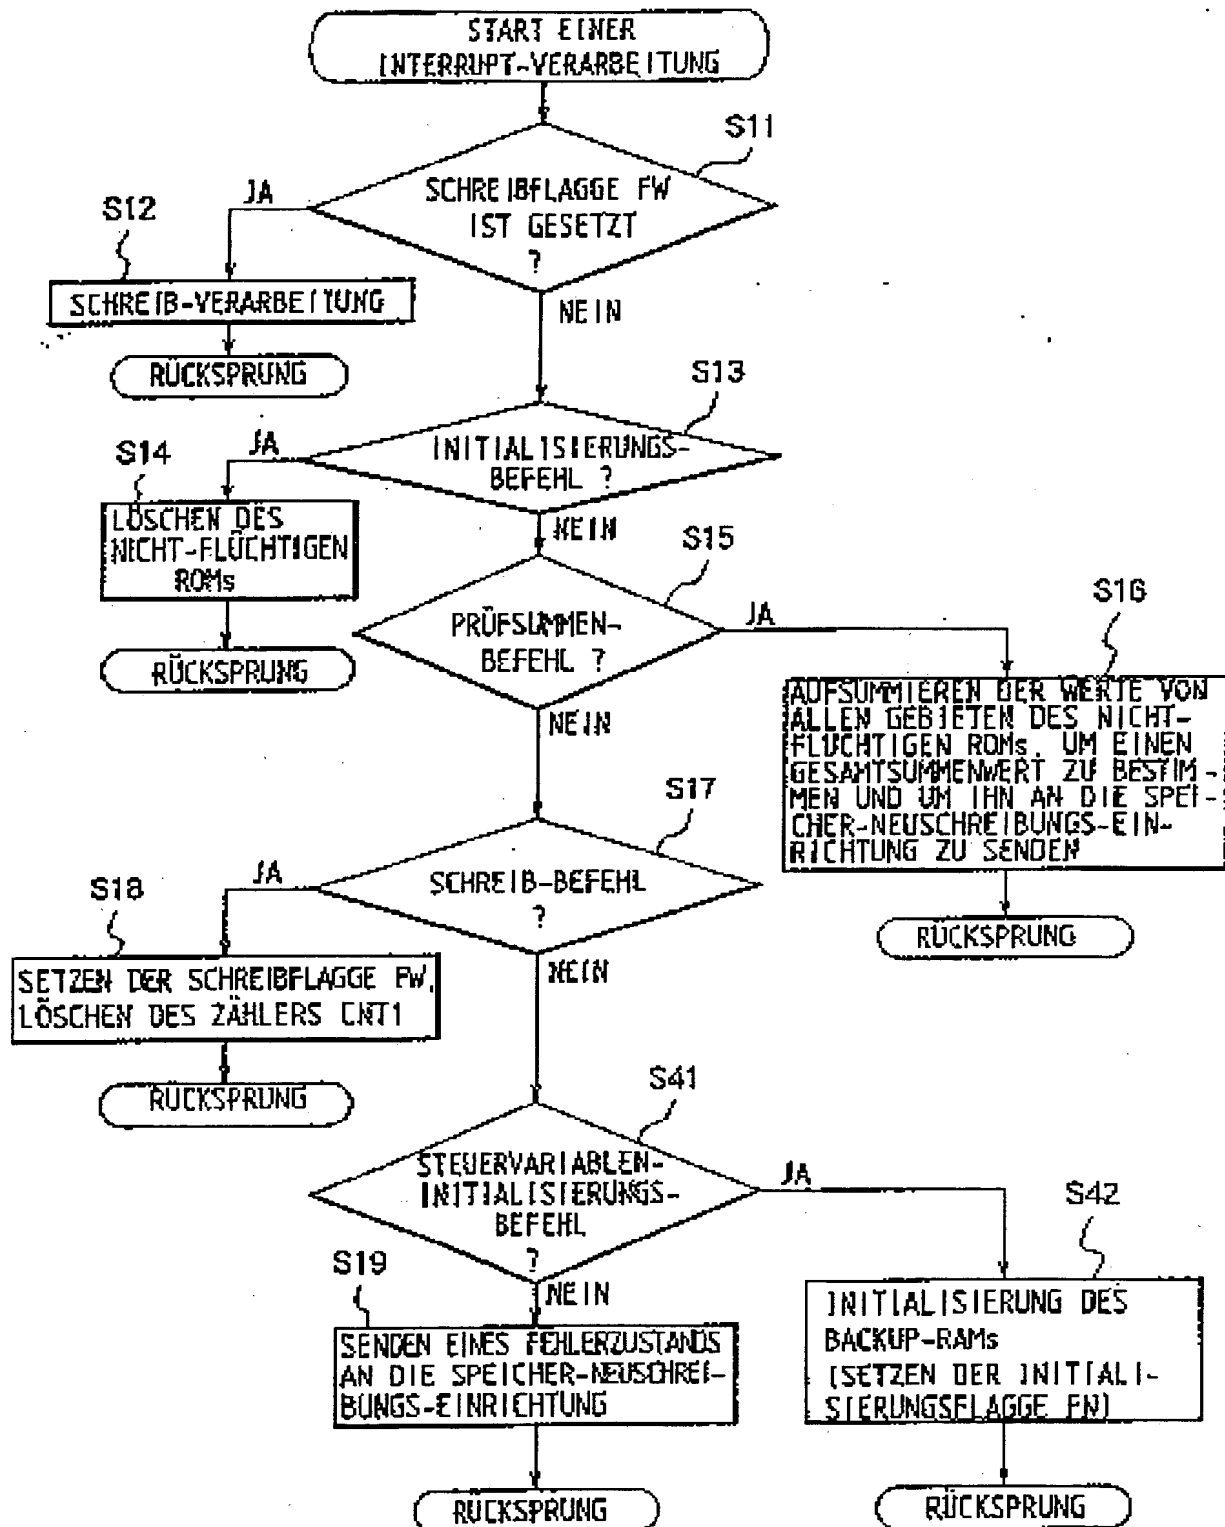 START EINER
INTERRUPT-VERARBEITUNG
S11
SCHREIBFLAGGE FW
IST GESETZT
?
JA
S12
SCHREIB-VERARBEITUNG
NEIN
RÜCKSPRUNG
S13
INITIALISIERUNGS-
BEFEHL ?
JA
S14
LÖSCHEN DES
NICHT-FLÜCHTIGEN
ROMs
NEIN
RÜCKSPRUNG
S15
PRÜFSUMMEN-
BEFEHL ?
JA
S16
AUFSUMMIEREN DER WERTE VON
ALLEN GEBIETEN DES NICHT-
FLÜCHTIGEN ROMs, UM EINEN
GESAMTSUMMENWERT ZU BESTIM-
MEN UND UM IHN AN DIE SPEI-
CHER-NEUSCHREIBUNGS-EIN-
RICHTUNG ZU SENDEN
RÜCKSPRUNG
NEIN
S17
SCHREIB-BEFEHL
?
JA
S18
SETZEN DER SCHREIBFLAGGE FW,
LÖSCHEN DES ZÄHLERS CNT1
RÜCKSPRUNG
NEIN
S41
STEUERVARIABLEN-
INITIALISIERUNGS-
BEFEHL
?
JA
S42
INITIALISIERUNG DES
BACKUP-RAMs
(SETZEN DER INITIALI-
SIERUNGSFLAGGE FN)
RÜCKSPRUNG
NEIN
S19
SENDEN EINES FEHLERZUSTANDS
AN DIE SPEICHER-NEUSCHREI-
BUNGS-EINRICHTUNG
RÜCKSPRUNG